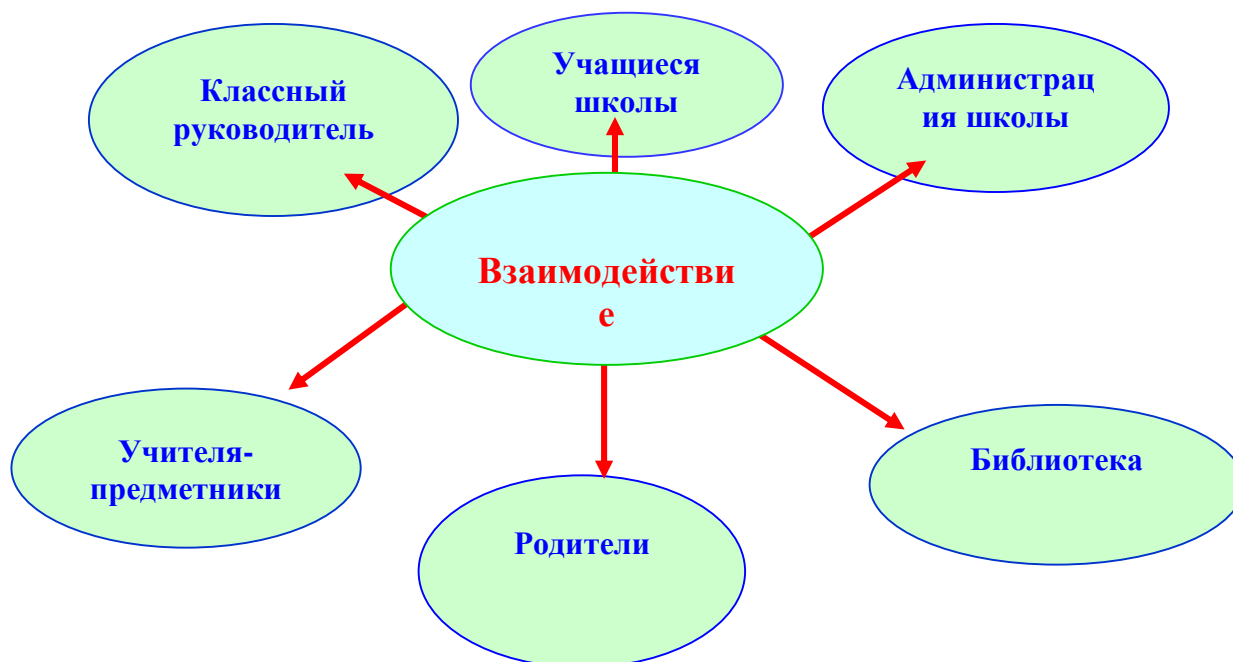 Классный
руководитель
Учащиеся
школы
Администрац
ия школы
Взаимодействи
е
Учителя-
предметники
Родители
Библиотека